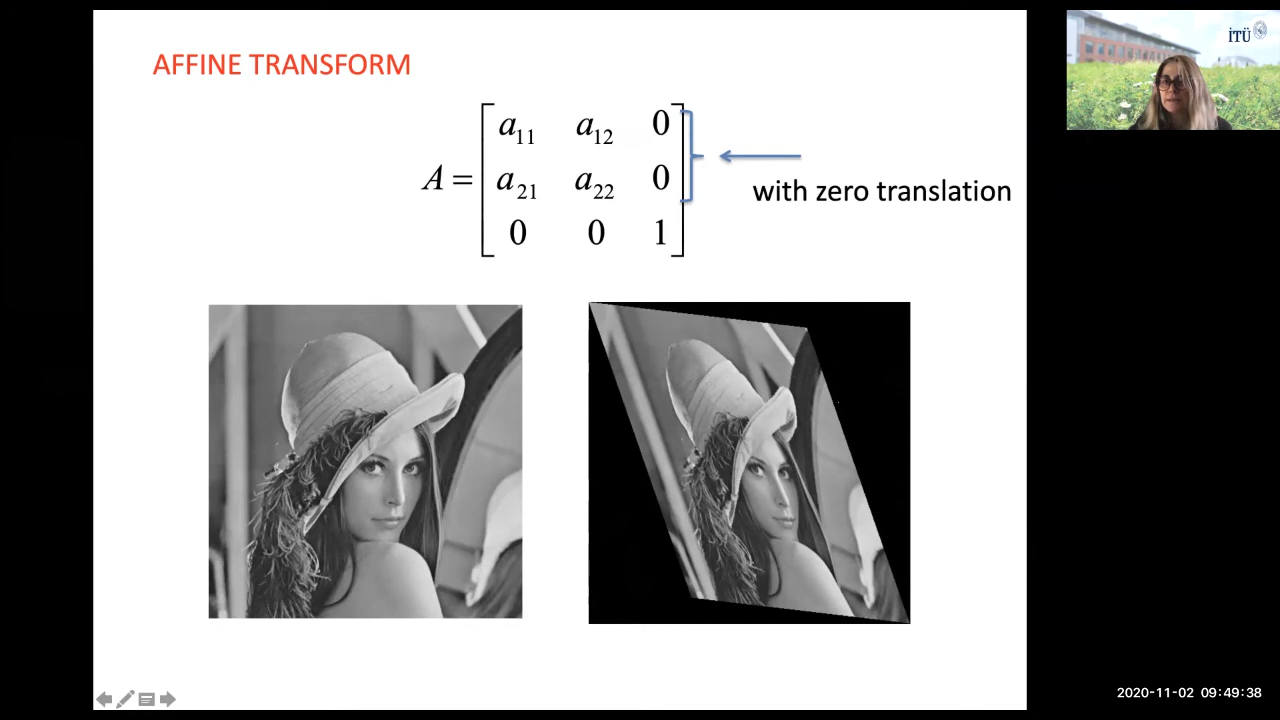 AFFINE TRANSFORM
İTÜ
a₁₁ a₁₂ 0
A = a₂₁ a₂₂ 0
0 0 1
with zero translation
2020-11-02 09:49:38